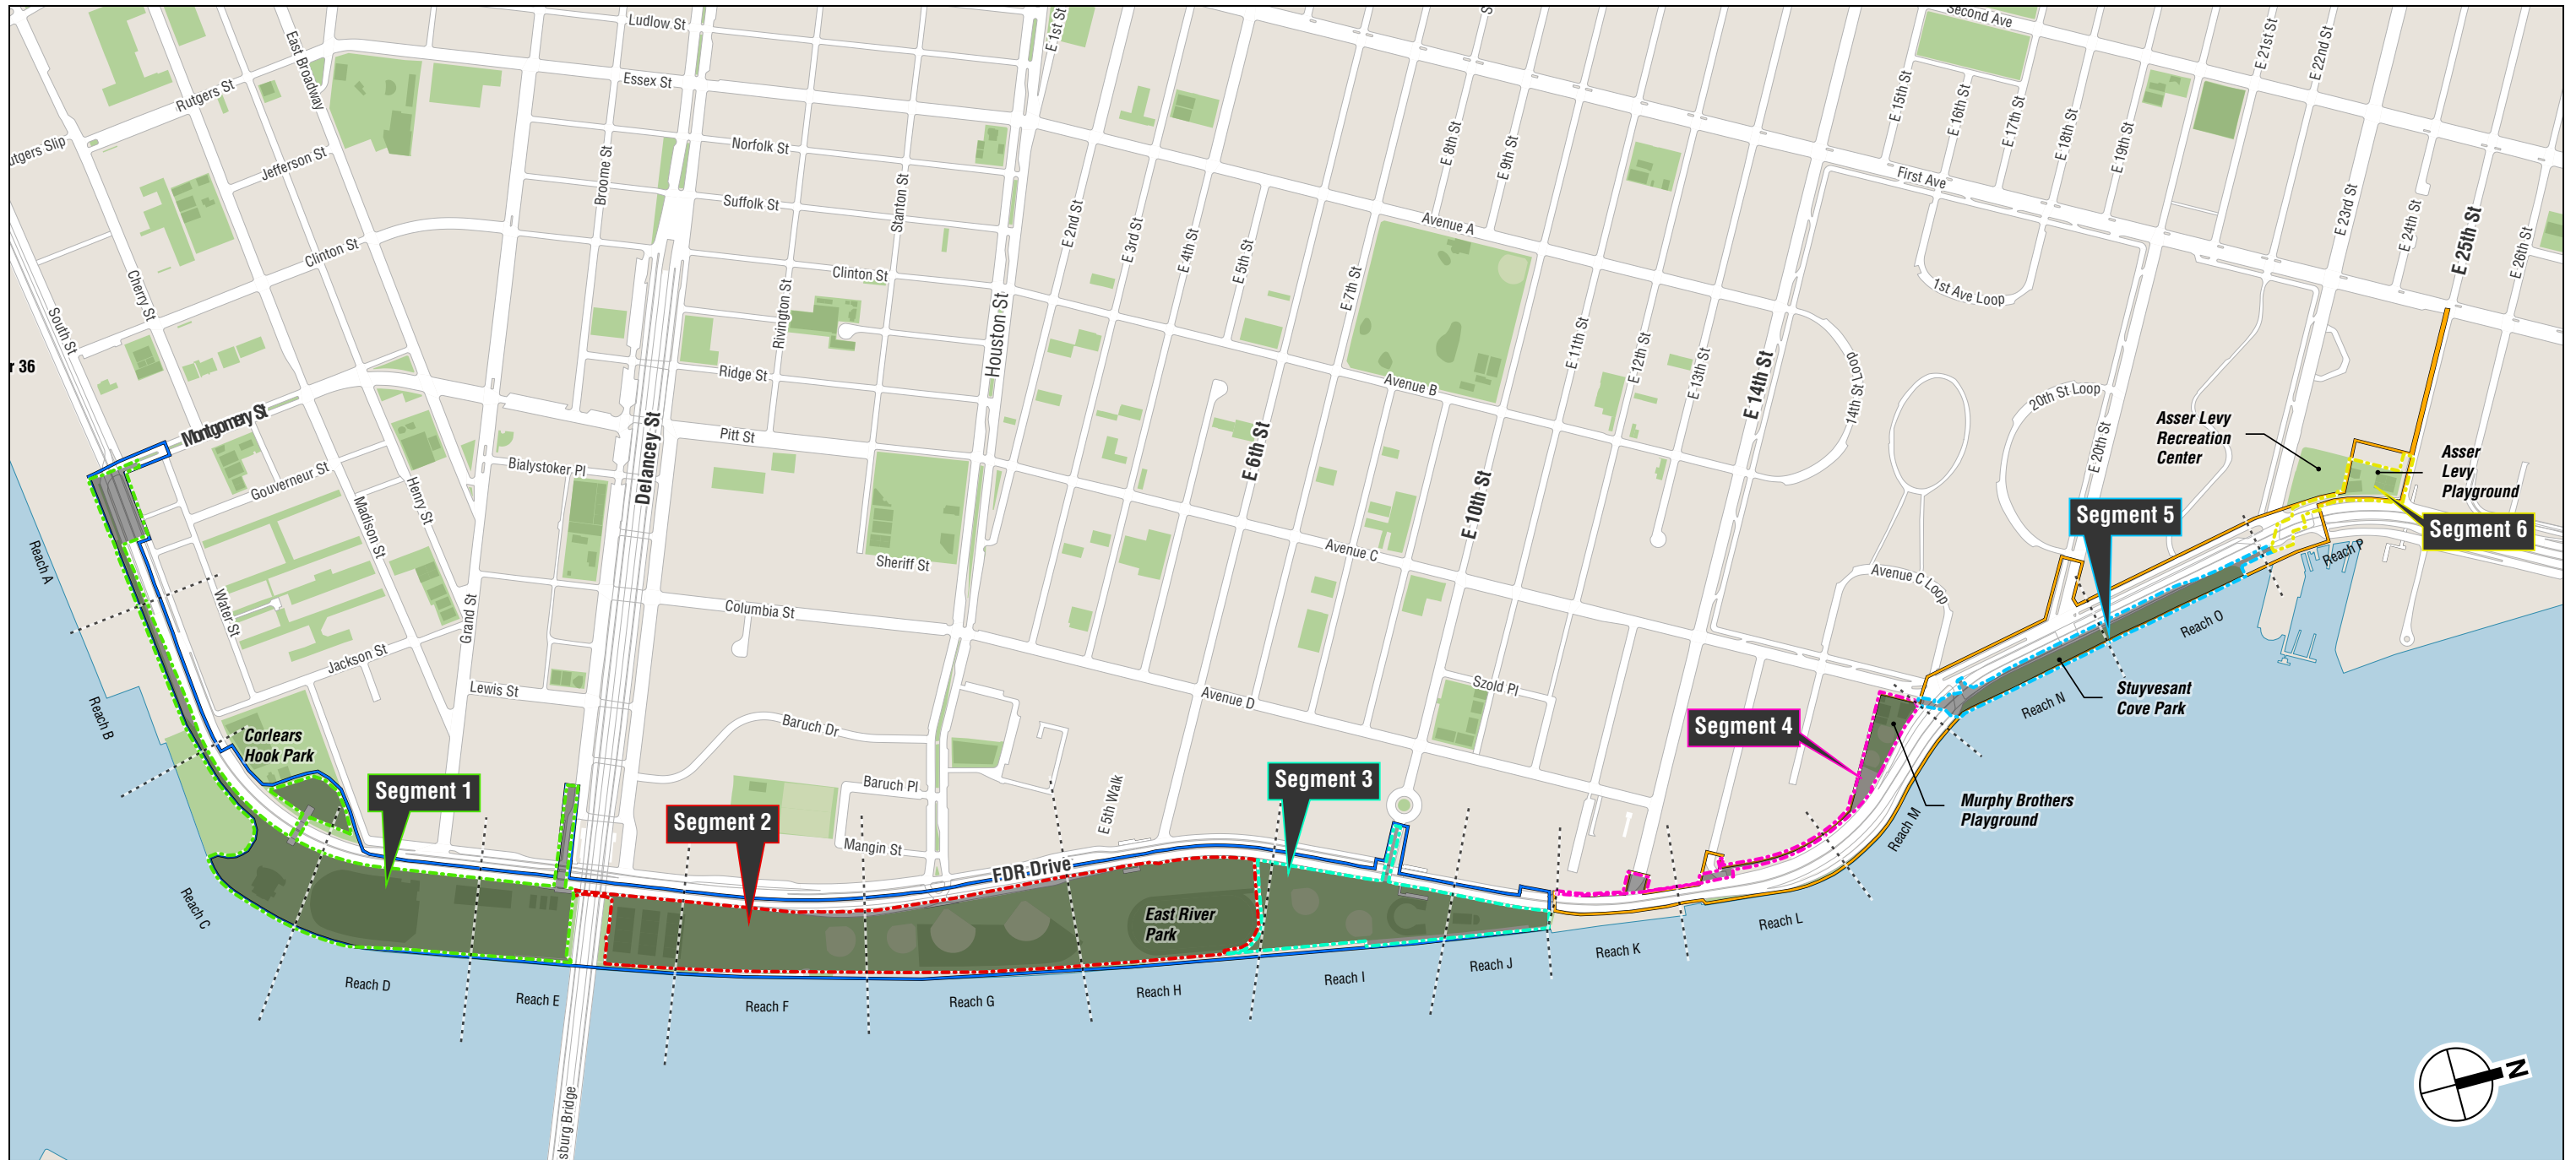 Ludlow St
E 1st St
Second Ave
E 21st St
E 22nd St
East Broadway
Rutgers St
Essex St
E 15th St
E 16th St
E 17th St
E 18th St
E 19th St
utgers Slip
Jefferson St
Norfolk St
Broome St
Suffolk St
Stanton St
E 8th St
E 9th St
First Ave
Avenue A
E 2nd St
E 3rd St
E 4th St
E 5th St
E 7th St
E 23rd St
E 24th St
E 25th St
E 26th St
Clinton St
Clinton St
Cherry St
South St
Rivington St
Houston St
1st Ave Loop
r 36
Ridge St
Avenue B
E 11th St
E 12th St
E 13th St
E 14th St
14th St Loop
20th St Loop
E 20th St
Asser Levy
Recreation
Center
Asser
Levy
Playground
Montgomery St
Gouverneur St
Madison St
Henry St
Bialystoker Pl
Delancey St
Pitt St
E 6th St
E 10th St
Segment 5
Segment 6
Reach A
Water St
Grand St
Sheriff St
Avenue C
Avenue C Loop
Reach P
Columbia St
Jackson St
Lewis St
Reach O
Reach N
Stuyvesant
Cove Park
Reach B
Corlears
Hook Park
Baruch Dr
Avenue D
Szold Pl
Segment 4
Segment 1
Segment 2
Baruch Pl
Mangin St
E 5th Walk
Segment 3
Murphy Brothers
Playground
Reach M
FDR Drive
East River
Park
Reach C
Reach D
Reach E
Reach F
Reach G
Reach H
Reach I
Reach J
Reach K
Reach L
sburg Bridge
N